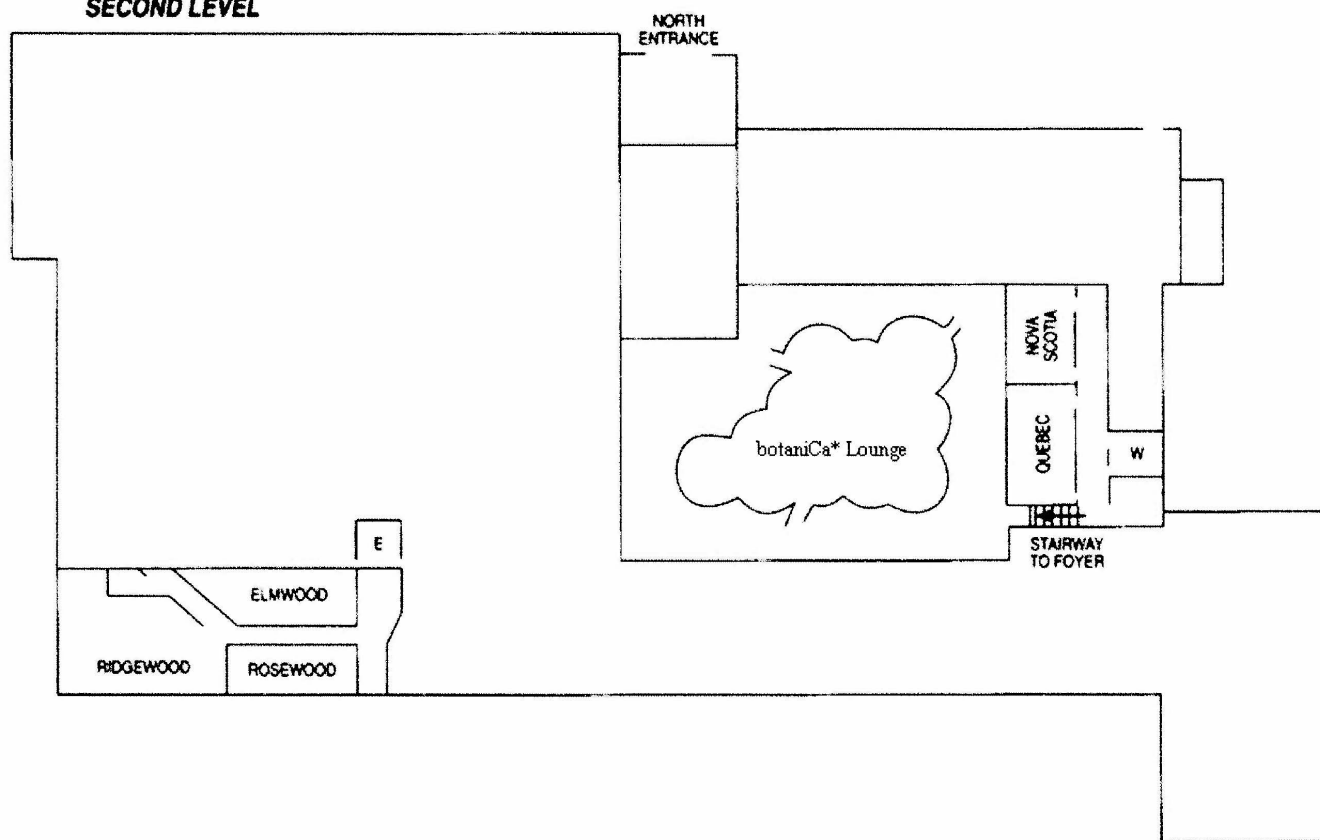 SECOND LEVEL
NORTH
ENTRANCE
NOVA
SCOTIA
QUEBEC
botaniCa* Lounge
W
STAIRWAY
TO FOYER
E
ELMWOOD
RIDGEWOOD
ROSEWOOD